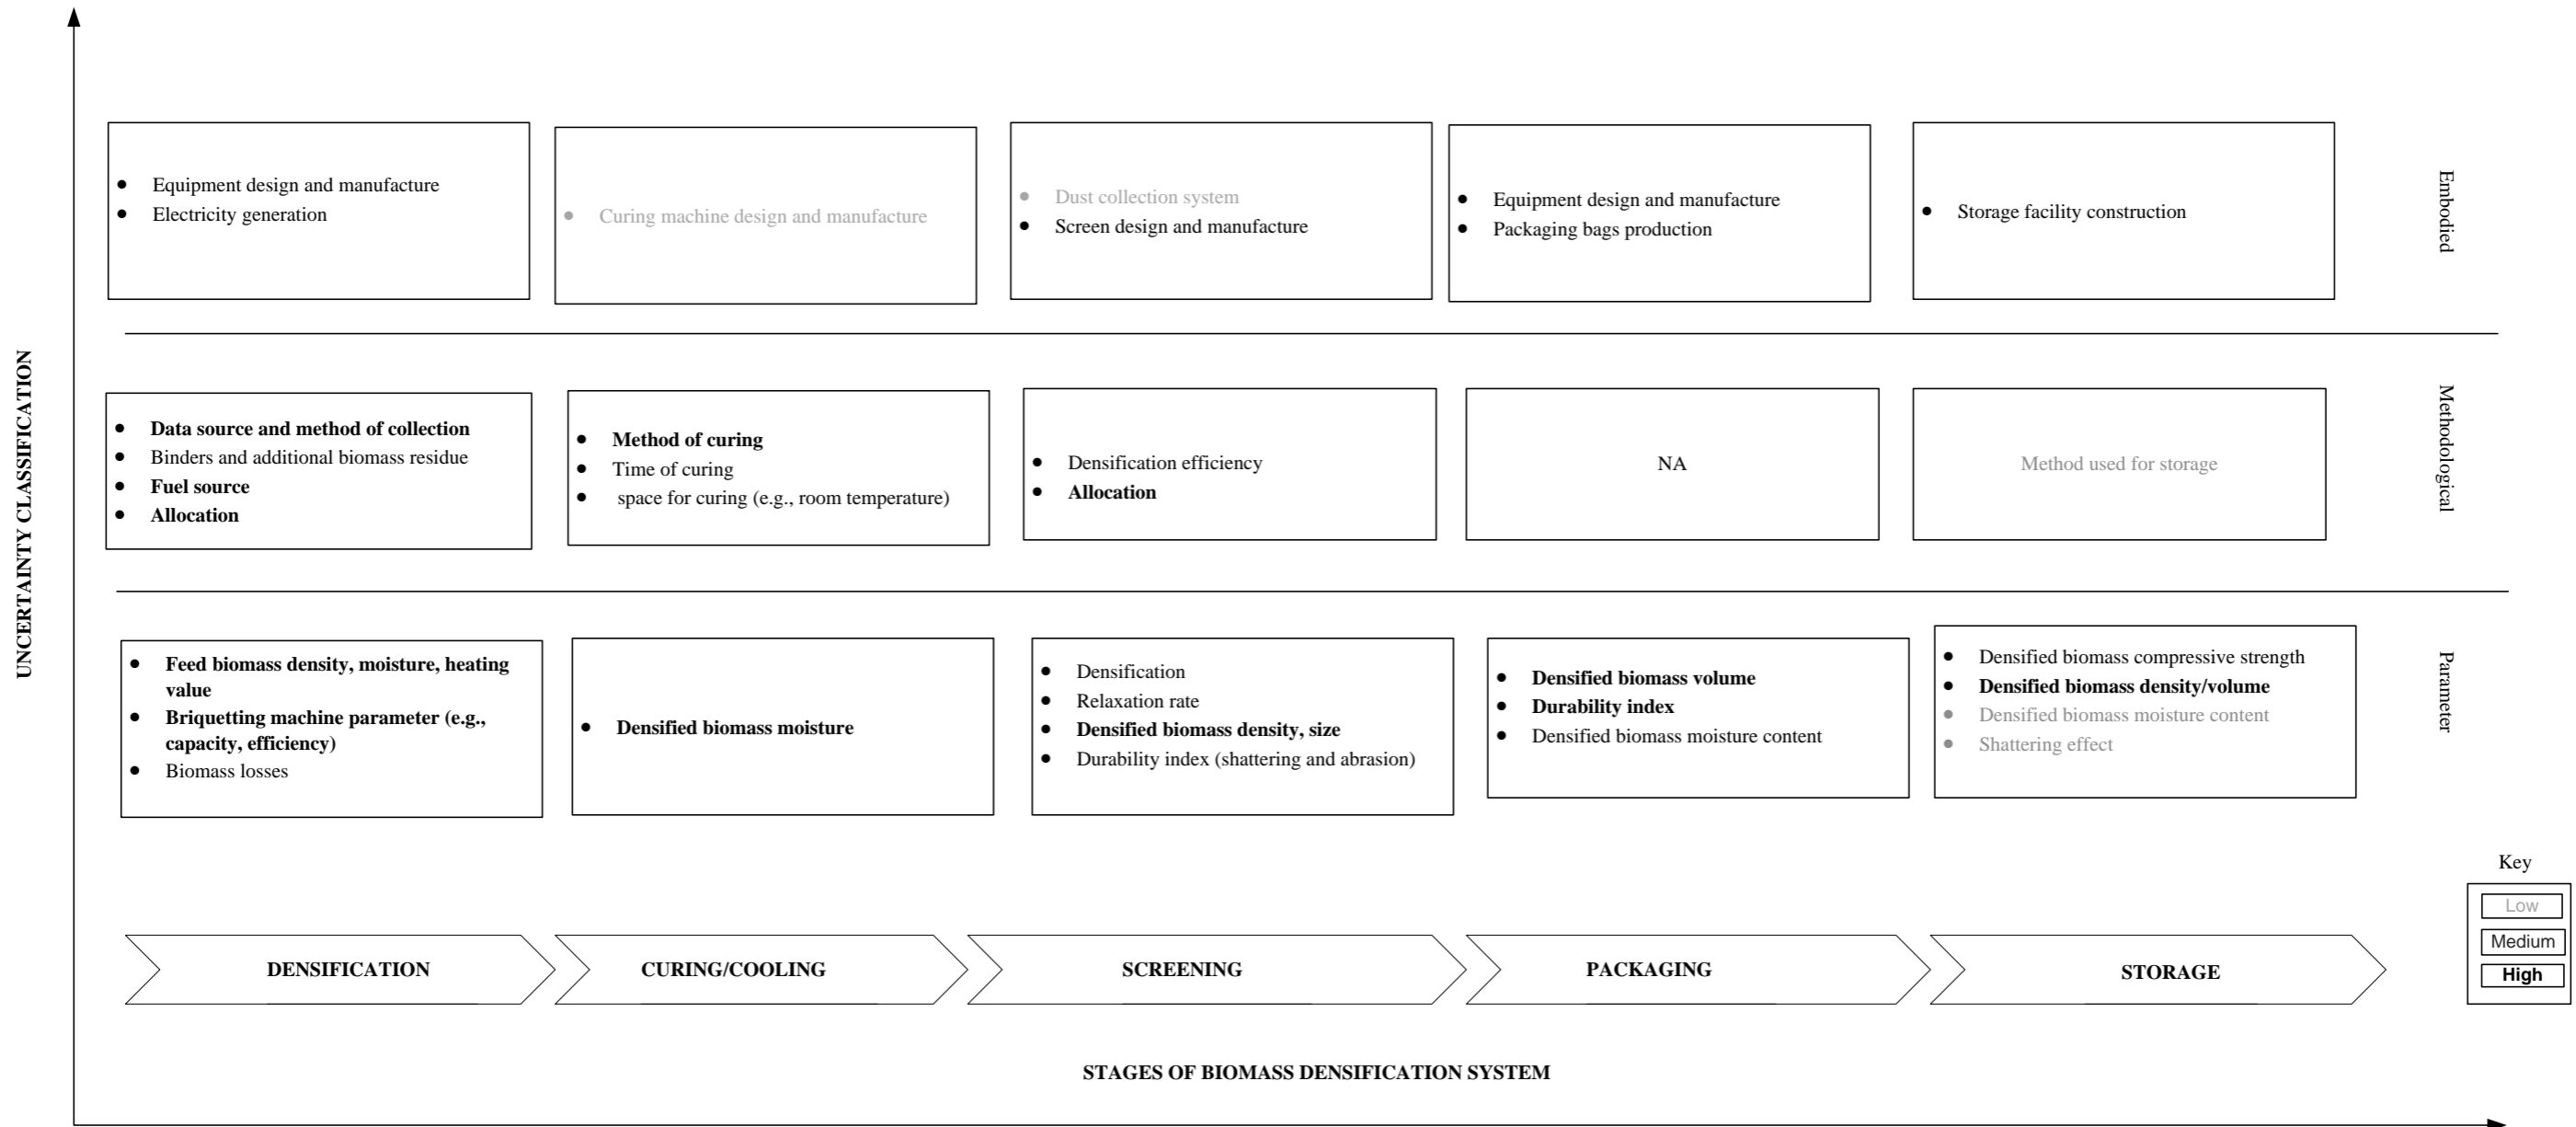 UNCERTAINTY CLASSIFICATION
• Equipment design and manufacture
• Electricity generation
• Curing machine design and manufacture
• Dust collection system
• Screen design and manufacture
• Equipment design and manufacture
• Packaging bags production
• Storage facility construction
Embodied
• Data source and method of collection
• Binders and additional biomass residue
• Fuel source
• Allocation
• Method of curing
• Time of curing
• space for curing (e.g., room temperature)
• Densification efficiency
• Allocation
NA
Method used for storage
Methodological
• Feed biomass density, moisture, heating
value
• Briquetting machine parameter (e.g.,
capacity, efficiency)
• Biomass losses
• Densified biomass moisture
• Densification
• Relaxation rate
• Densified biomass density, size
• Durability index (shattering and abrasion)
• Densified biomass volume
• Durability index
• Densified biomass moisture content
• Densified biomass compressive strength
• Densified biomass density/volume
• Densified biomass moisture content
• Shattering effect
Parameter
Key
Low
Medium
High
DENSIFICATION
CURING/COOLING
SCREENING
PACKAGING
STORAGE
STAGES OF BIOMASS DENSIFICATION SYSTEM